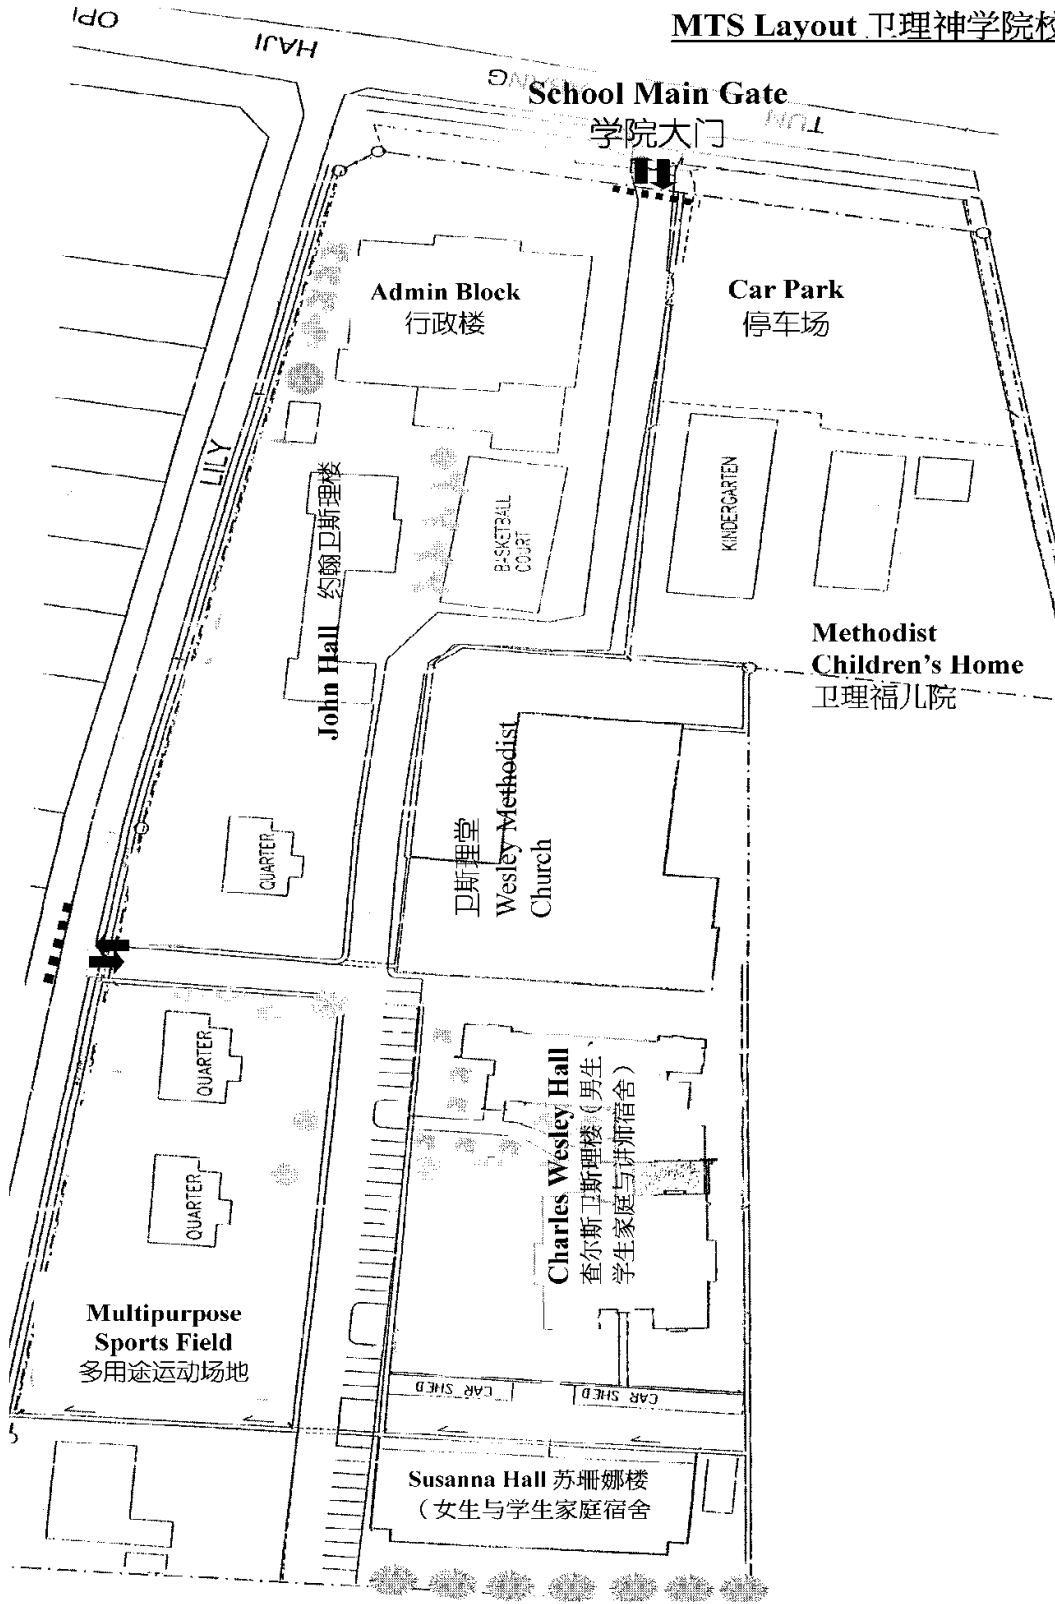 MTS Layout 卫理神学院校
OPI
HAJI
TUN
School Main Gate
学院大门
Admin Block
行政楼
Car Park
停车场
LILY
John Hall 约翰卫斯理楼
BASKETBALL
COURT
KINDERGARTEN
Methodist
Children's Home
卫理福儿院
卫斯理堂
Wesley Methodist
Church
QUARTER
QUARTER
QUARTER
Charles Wesley Hall
查尔斯卫斯理楼（男生、
学生家庭与讲师宿舍）
Multipurpose
Sports Field
多用途运动场地
CAR SHED
CAR SHED
Susanna Hall 苏珊娜楼
（女生与学生家庭宿舍